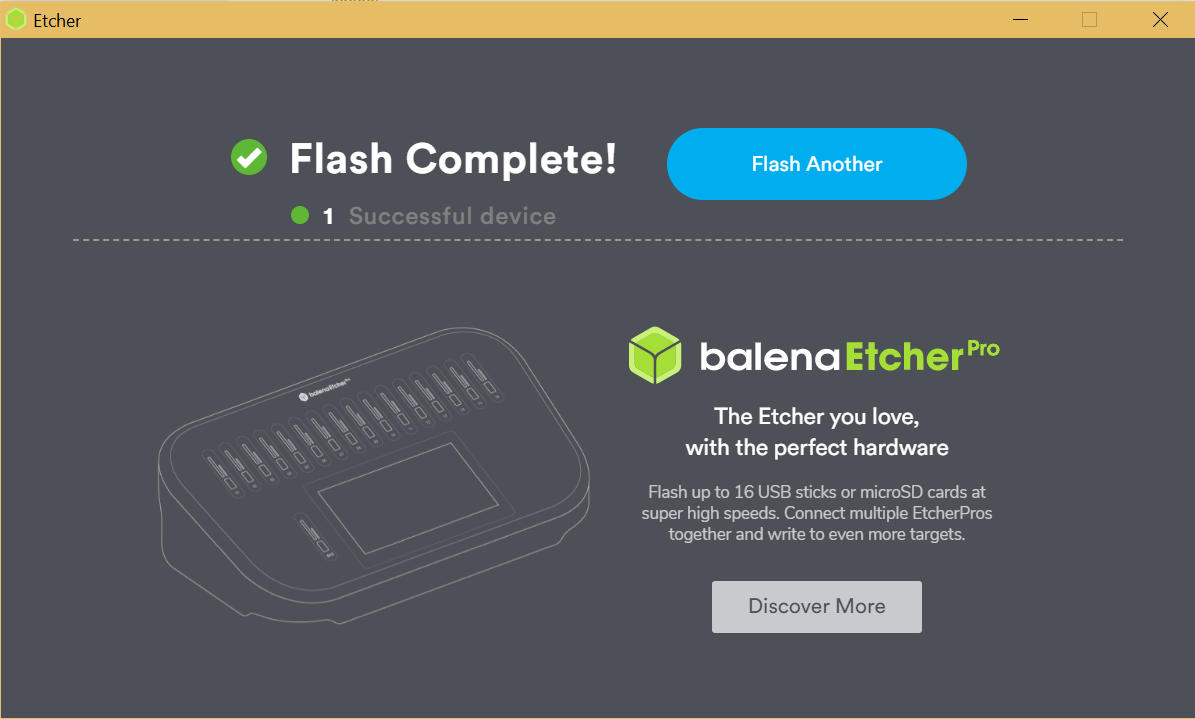 Etcher
Flash Complete!
Flash Another
1 Successful device
balenaEtcher
balenaEtcherPro
The Etcher you love,
with the perfect hardware
Flash up to 16 USB sticks or microSD cards at
super high speeds. Connect multiple EtcherPros
together and write to even more targets.
Discover More